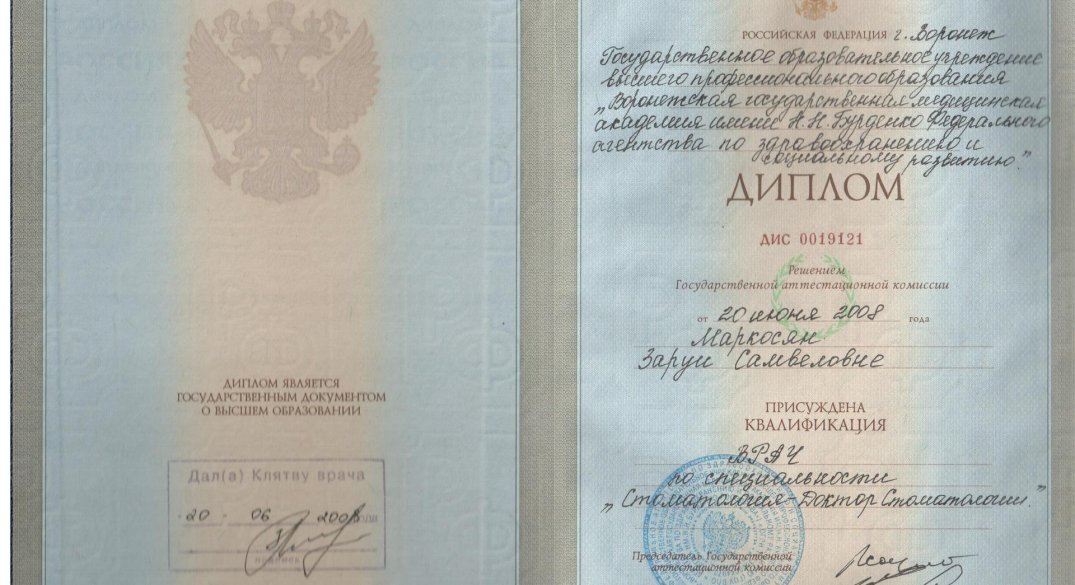 ДИПЛОМ ЯВЛЯЕТСЯ
ГОСУДАРСТВЕННЫМ ДОКУМЕНТОМ
О ВЫСШЕМ ОБРАЗОВАНИИ
Дал(а) Клятву врача
20 06 2008 года
подпись
РОССИЙСКАЯ ФЕДЕРАЦИЯ г. Воронеж
Государственное образовательное учреждение
высшего профессионального образования
"Воронежская государственная медицинская
академия имени Н.Н. Бурденко Федерального
агентства по здравоохранению и
социальному развитию"
ДИПЛОМ
ДИС 0019121
Решением
Государственной аттестационной комиссии
от 20 июня 2008 года
Маркосян
Заруи Самвеловне
ПРИСУЖДЕНА
КВАЛИФИКАЦИЯ
ВРАЧ
по специальности
"Стоматология-Доктор Стоматологии"
Председатель Государственной
аттестационной комиссии